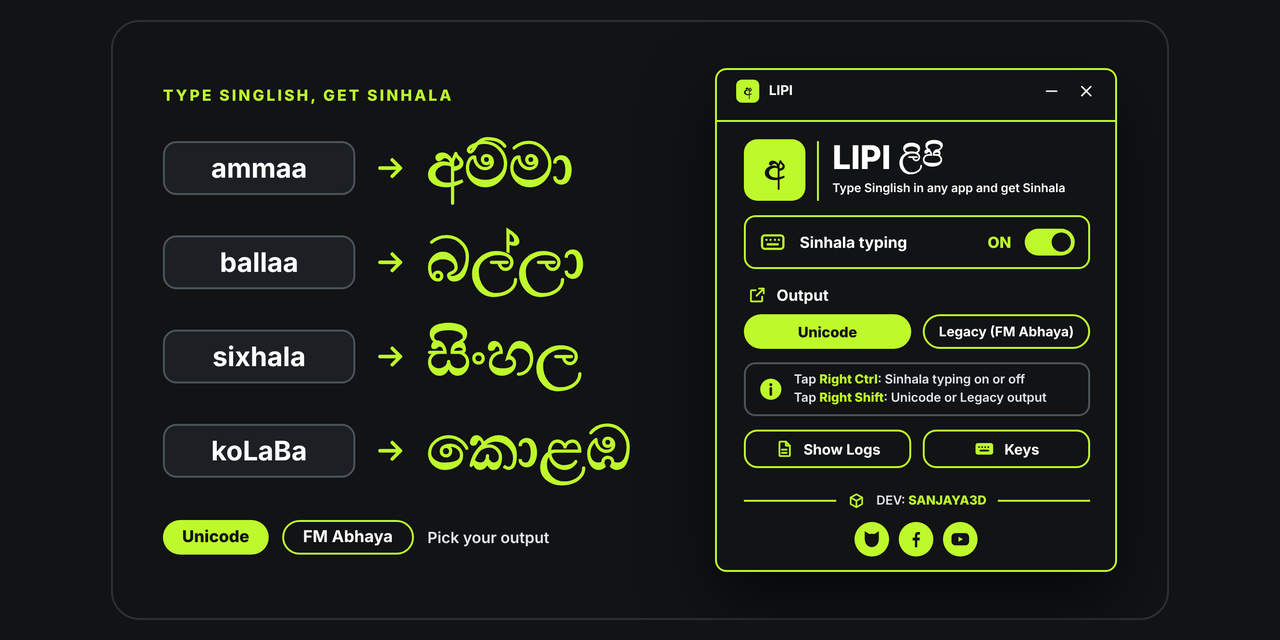 TYPE SINGLISH, GET SINHALA
ammaa → අම්මා
ballaa → බල්ලා
sixhala → සිංහල
koLaBa → කොළඹ
Unicode FM Abhaya Pick your output
අ LIPI
අ
LIPI ලිපි
Type Singlish in any app and get Sinhala
Sinhala typing ON
Output
Unicode Legacy (FM Abhaya)
Tap Right Ctrl: Sinhala typing on or off
Tap Right Shift: Unicode or Legacy output
Show Logs Keys
DEV: SANJAYA3D